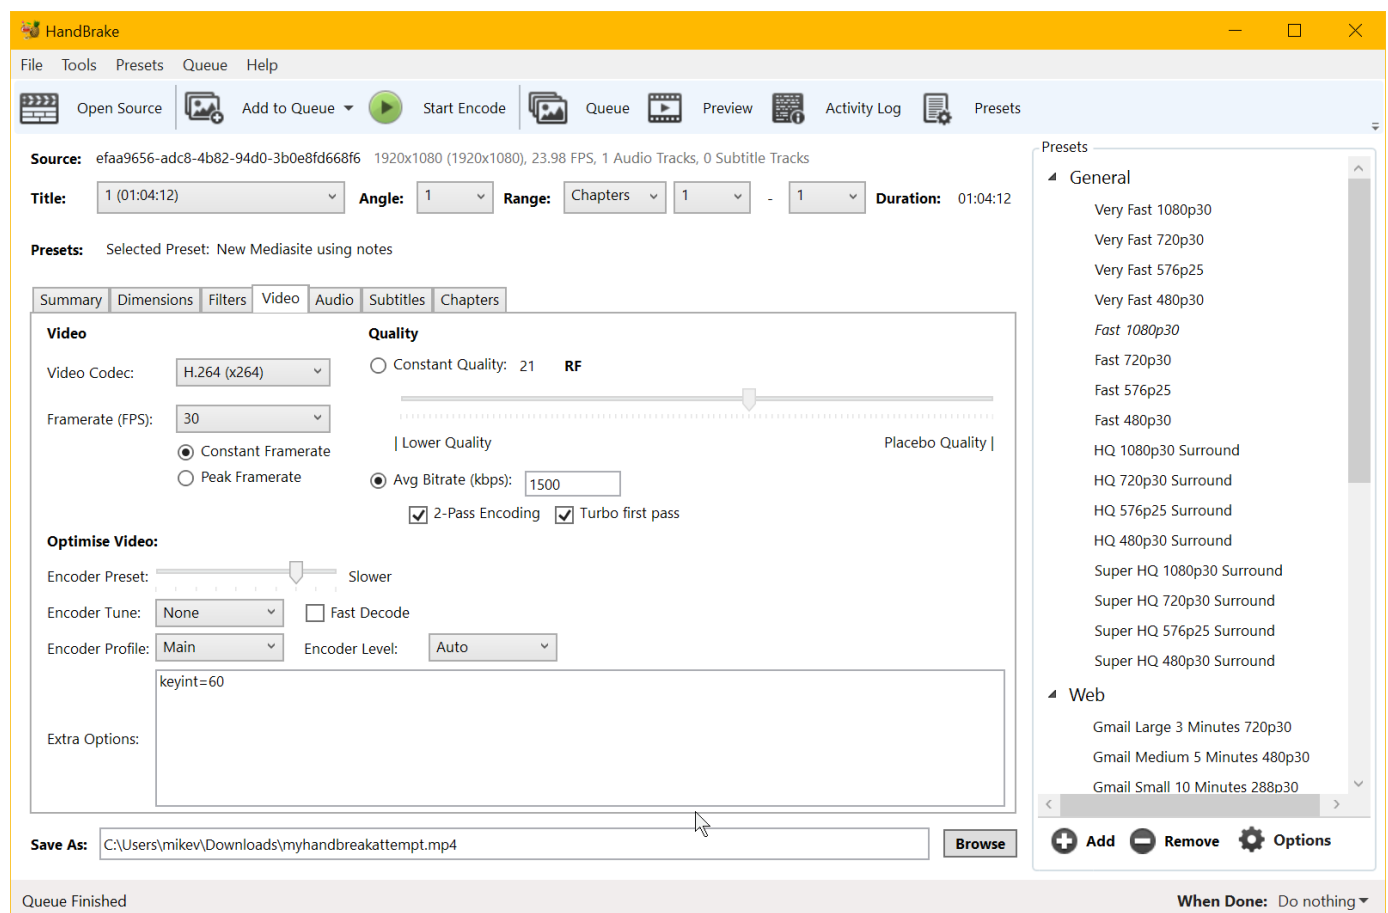 HandBrake
File Tools Presets Queue Help
Open Source Add to Queue Start Encode Queue Preview Activity Log Presets
Source: efaa9656-adc8-4b82-94d0-3b0e8fd668f6 1920x1080 (1920x1080), 23.98 FPS, 1 Audio Tracks, 0 Subtitle Tracks
Title: 1 (01:04:12) Angle: 1 Range: Chapters 1 - 1 Duration: 01:04:12
Presets: Selected Preset: New Mediasite using notes
Summary Dimensions Filters Video Audio Subtitles Chapters
Video
Video Codec: H.264 (x264)
Framerate (FPS): 30
Constant Framerate
Peak Framerate
Quality
Constant Quality: 21 RF
| Lower Quality Placebo Quality |
Avg Bitrate (kbps): 1500
2-Pass Encoding Turbo first pass
Optimise Video:
Encoder Preset: Slower
Encoder Tune: None Fast Decode
Encoder Profile: Main Encoder Level: Auto
Extra Options: keyint=60
Save As: C:\Users\mikev\Downloads\myhandbreakattempt.mp4 Browse
Presets
General
Very Fast 1080p30
Very Fast 720p30
Very Fast 576p25
Very Fast 480p30
Fast 1080p30
Fast 720p30
Fast 576p25
Fast 480p30
HQ 1080p30 Surround
HQ 720p30 Surround
HQ 576p25 Surround
HQ 480p30 Surround
Super HQ 1080p30 Surround
Super HQ 720p30 Surround
Super HQ 576p25 Surround
Super HQ 480p30 Surround
Web
Gmail Large 3 Minutes 720p30
Gmail Medium 5 Minutes 480p30
Gmail Small 10 Minutes 288p30
Add Remove Options
Queue Finished When Done: Do nothing